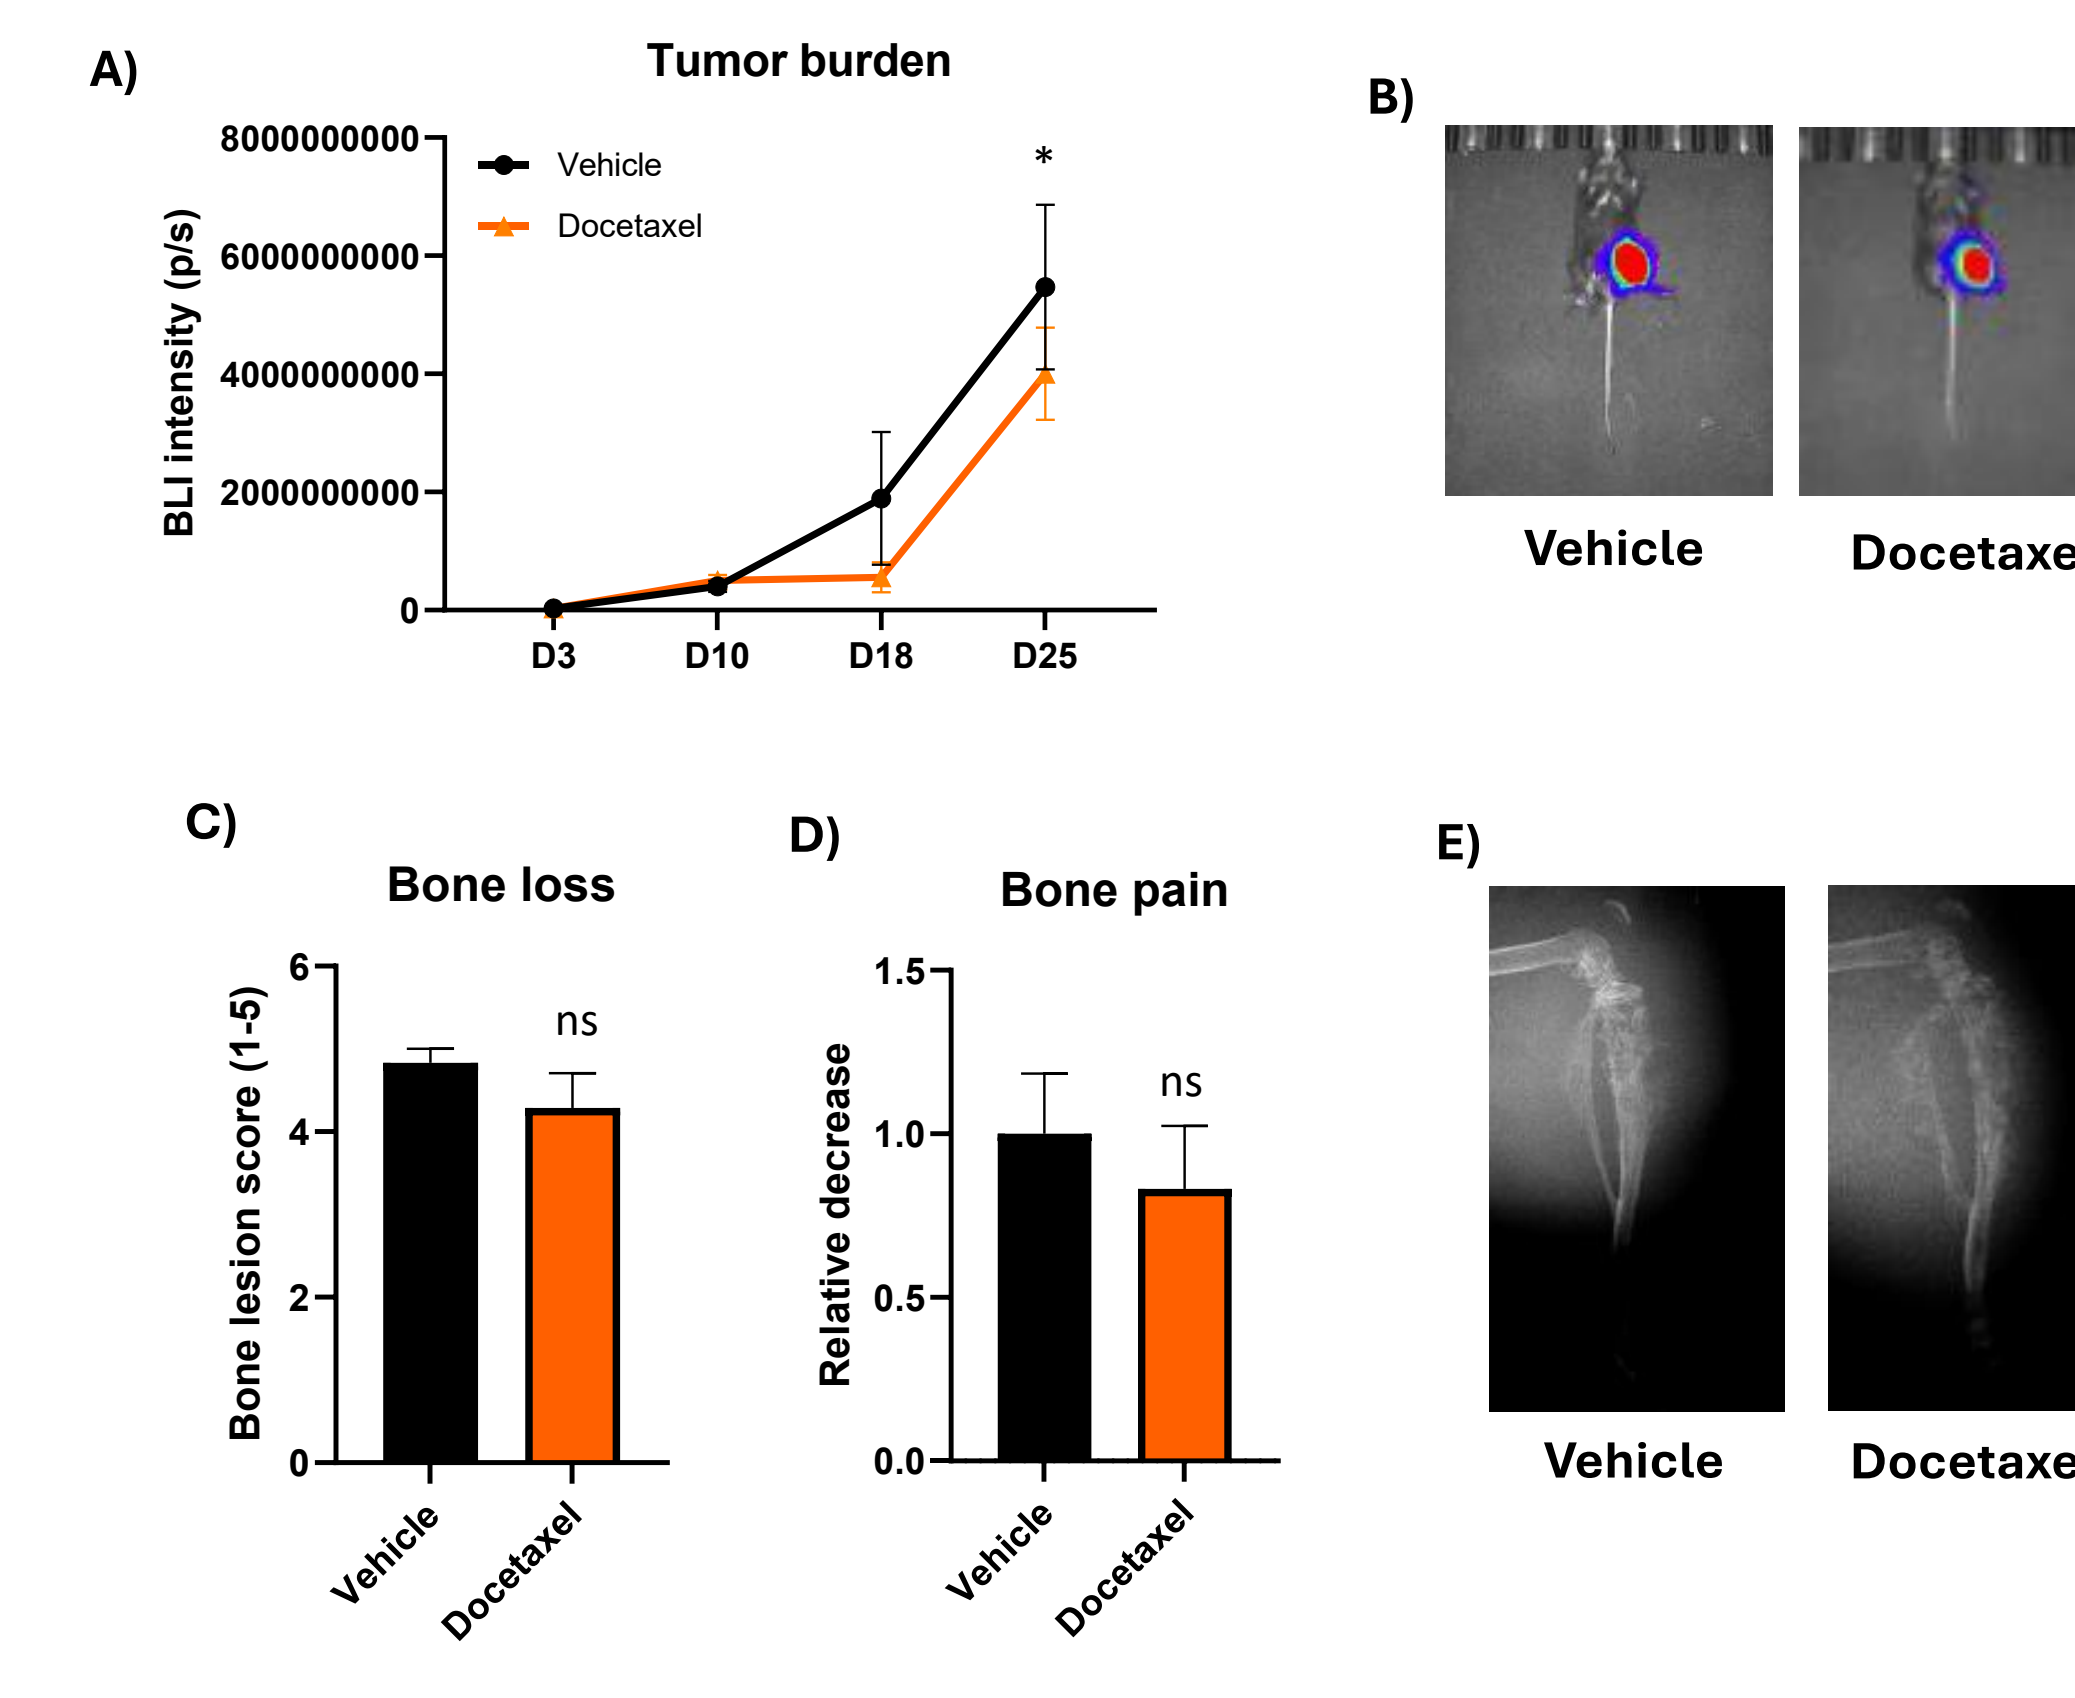 A)
Tumor burden
8000000000
6000000000
4000000000
2000000000
0
BLI intensity (p/s)
Vehicle
Docetaxel
*
D3 D10 D18 D25
B)
Vehicle Docetaxe
C)
Bone loss
6
4
2
0
Bone lesion score (1-5)
ns
Vehicle
Docetaxel
D)
Bone pain
1.5
1.0
0.5
0.0
Relative decrease
ns
Vehicle
Docetaxel
E)
Vehicle Docetaxe